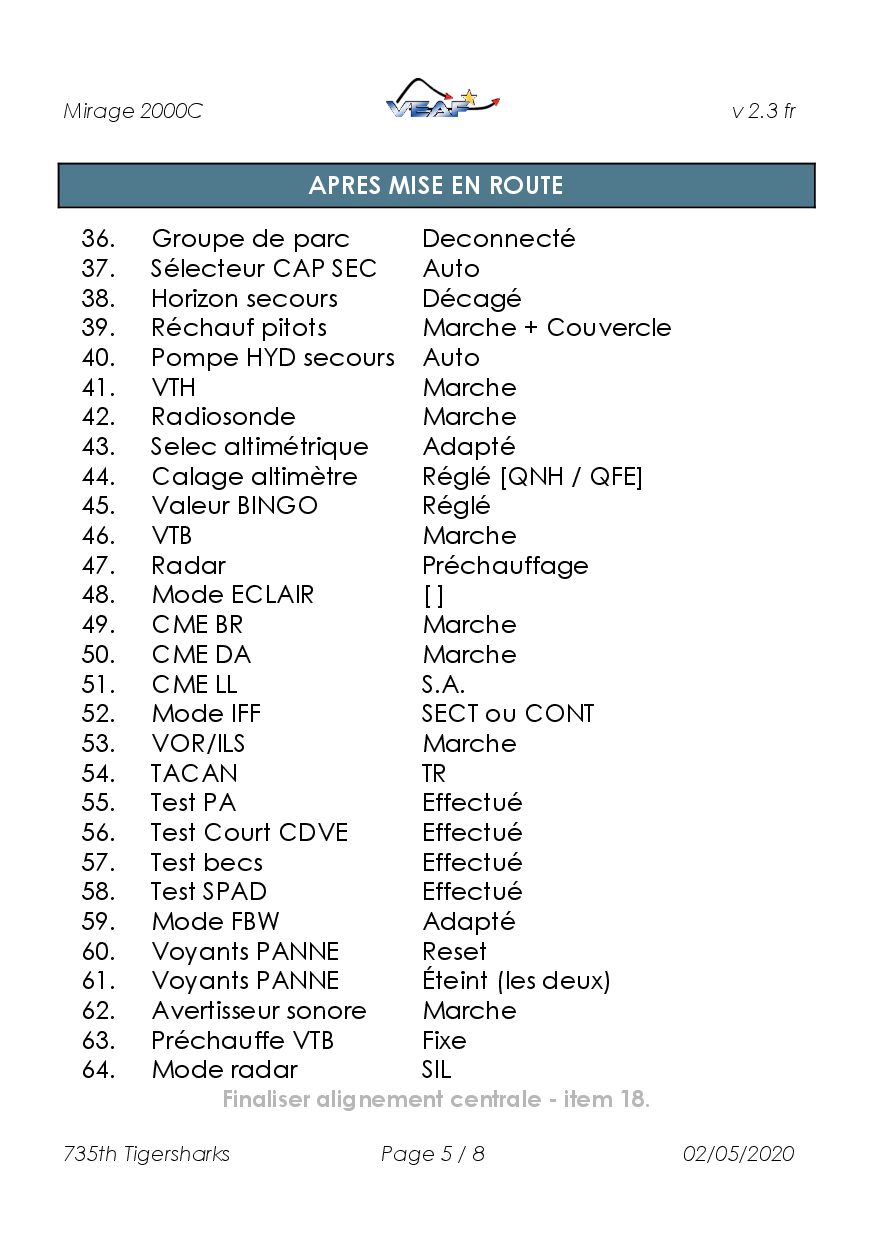 Mirage 2000C VEAF v 2.3 fr
APRES MISE EN ROUTE
36. Groupe de parc Deconnecté
37. Sélecteur CAP SEC Auto
38. Horizon secours Décagé
39. Réchauf pitots Marche + Couvercle
40. Pompe HYD secours Auto
41. VTH Marche
42. Radiosonde Marche
43. Selec altimétrique Adapté
44. Calage altimètre Réglé [QNH / QFE]
45. Valeur BINGO Réglé
46. VTB Marche
47. Radar Préchauffage
48. Mode ECLAIR [ ]
49. CME BR Marche
50. CME DA Marche
51. CME LL S.A.
52. Mode IFF SECT ou CONT
53. VOR/ILS Marche
54. TACAN TR
55. Test PA Effectué
56. Test Court CDVE Effectué
57. Test becs Effectué
58. Test SPAD Effectué
59. Mode FBW Adapté
60. Voyants PANNE Reset
61. Voyants PANNE Éteint (les deux)
62. Avertisseur sonore Marche
63. Préchauffe VTB Fixe
64. Mode radar SIL
Finaliser alignement centrale - item 18.
735th Tigersharks Page 5 / 8 02/05/2020